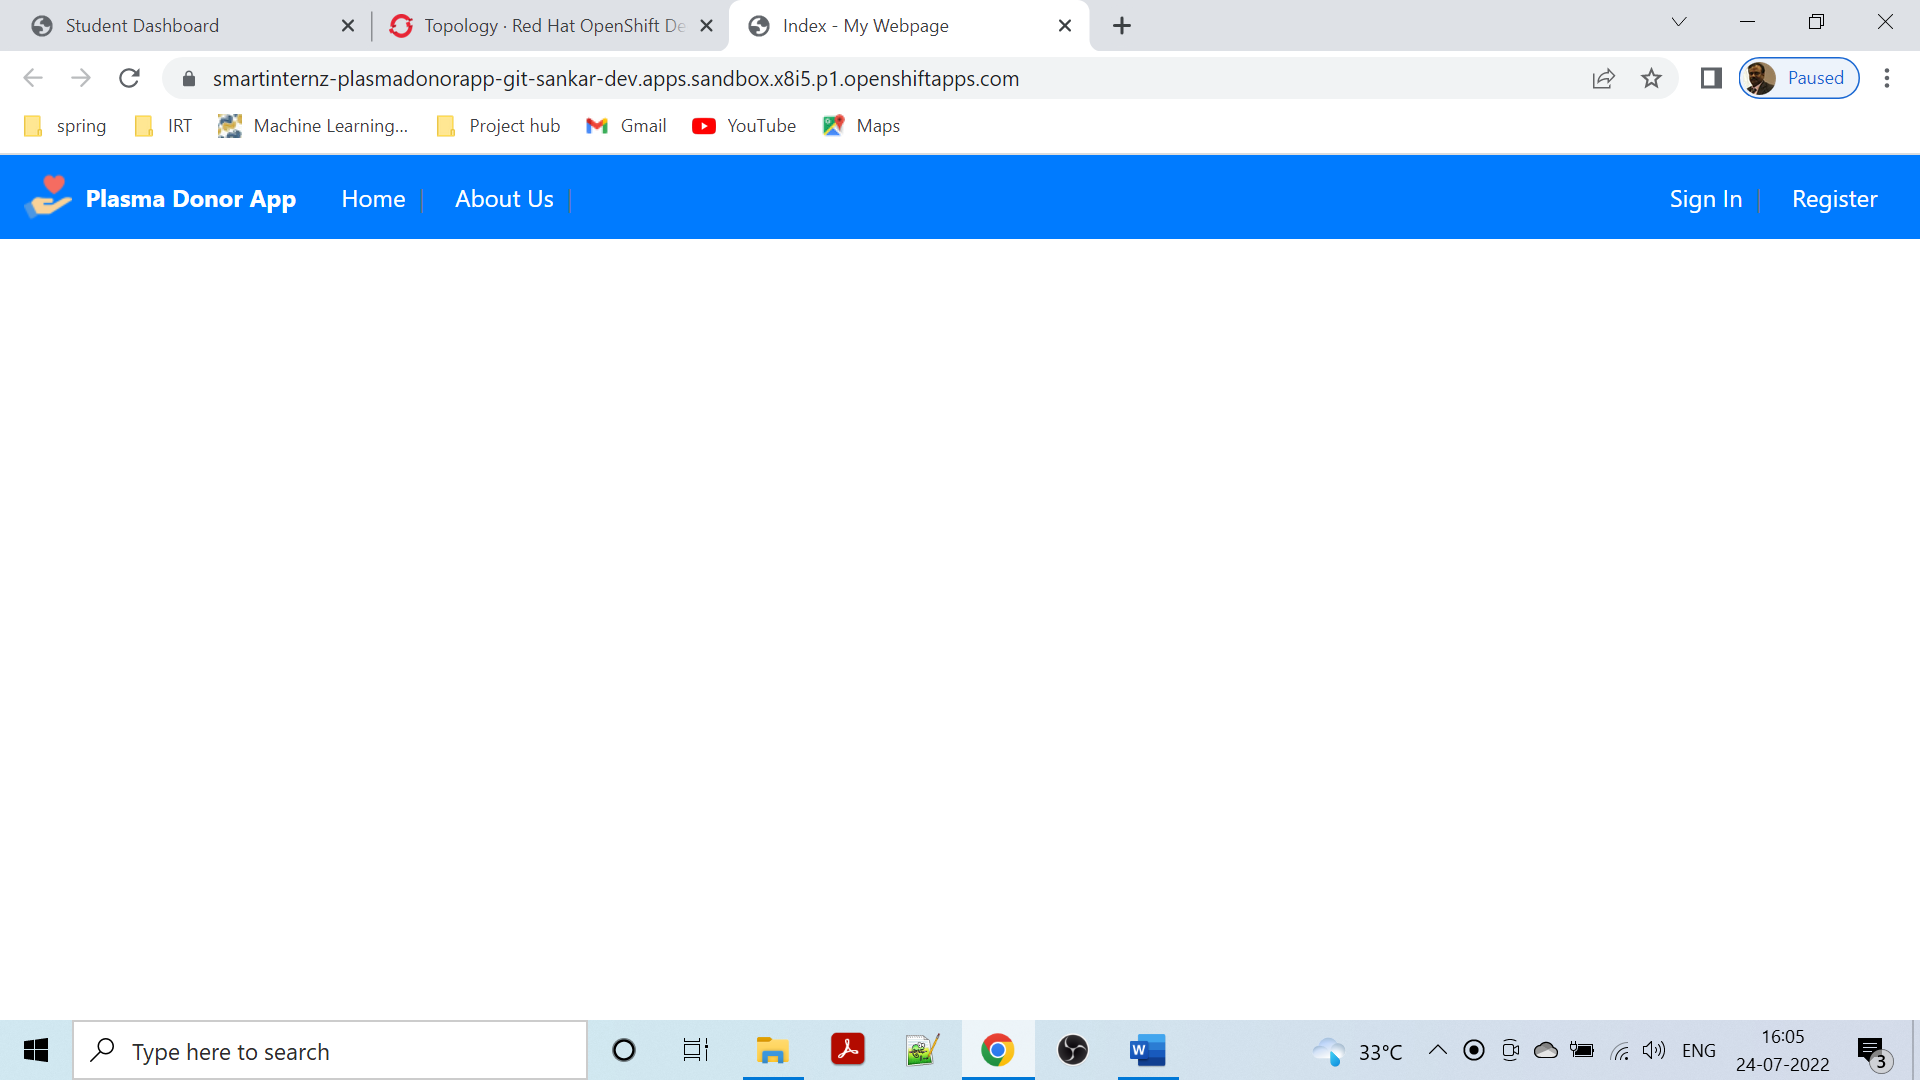 Student Dashboard
Topology · Red Hat OpenShift De
Index - My Webpage
smartinternz-plasmadonorapp-git-sankar-dev.apps.sandbox.x8i5.p1.openshiftapps.com
Paused
spring
IRT
Machine Learning...
Project hub
Gmail
YouTube
Maps
Plasma Donor App
Home
About Us
Sign In
Register
Type here to search
W
33°C
ENG
16:05
24-07-2022
3